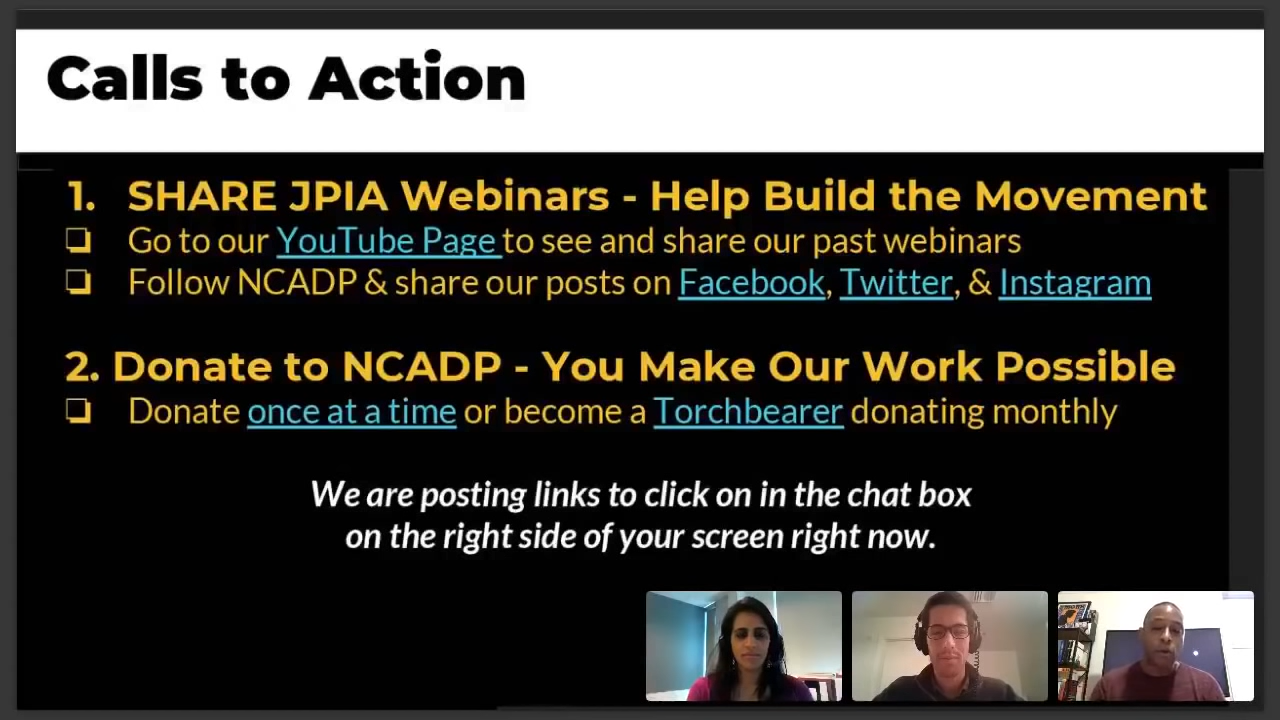 Calls to Action
1. SHARE JPIA Webinars - Help Build the Movement
❏ Go to our YouTube Page to see and share our past webinars
❏ Follow NCADP & share our posts on Facebook, Twitter, & Instagram
2. Donate to NCADP - You Make Our Work Possible
❏ Donate once at a time or become a Torchbearer donating monthly
We are posting links to click on in the chat box
on the right side of your screen right now.